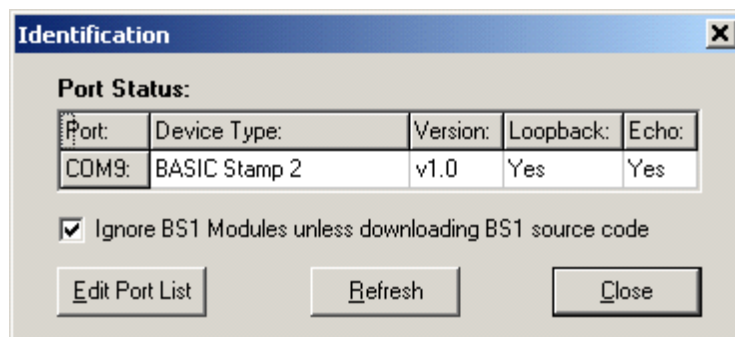 Identification
Port Status:
Port: Device Type: Version: Loopback: Echo:
COM9: BASIC Stamp 2 v1.0 Yes Yes
Ignore BS1 Modules unless downloading BS1 source code
Edit Port List Refresh Close